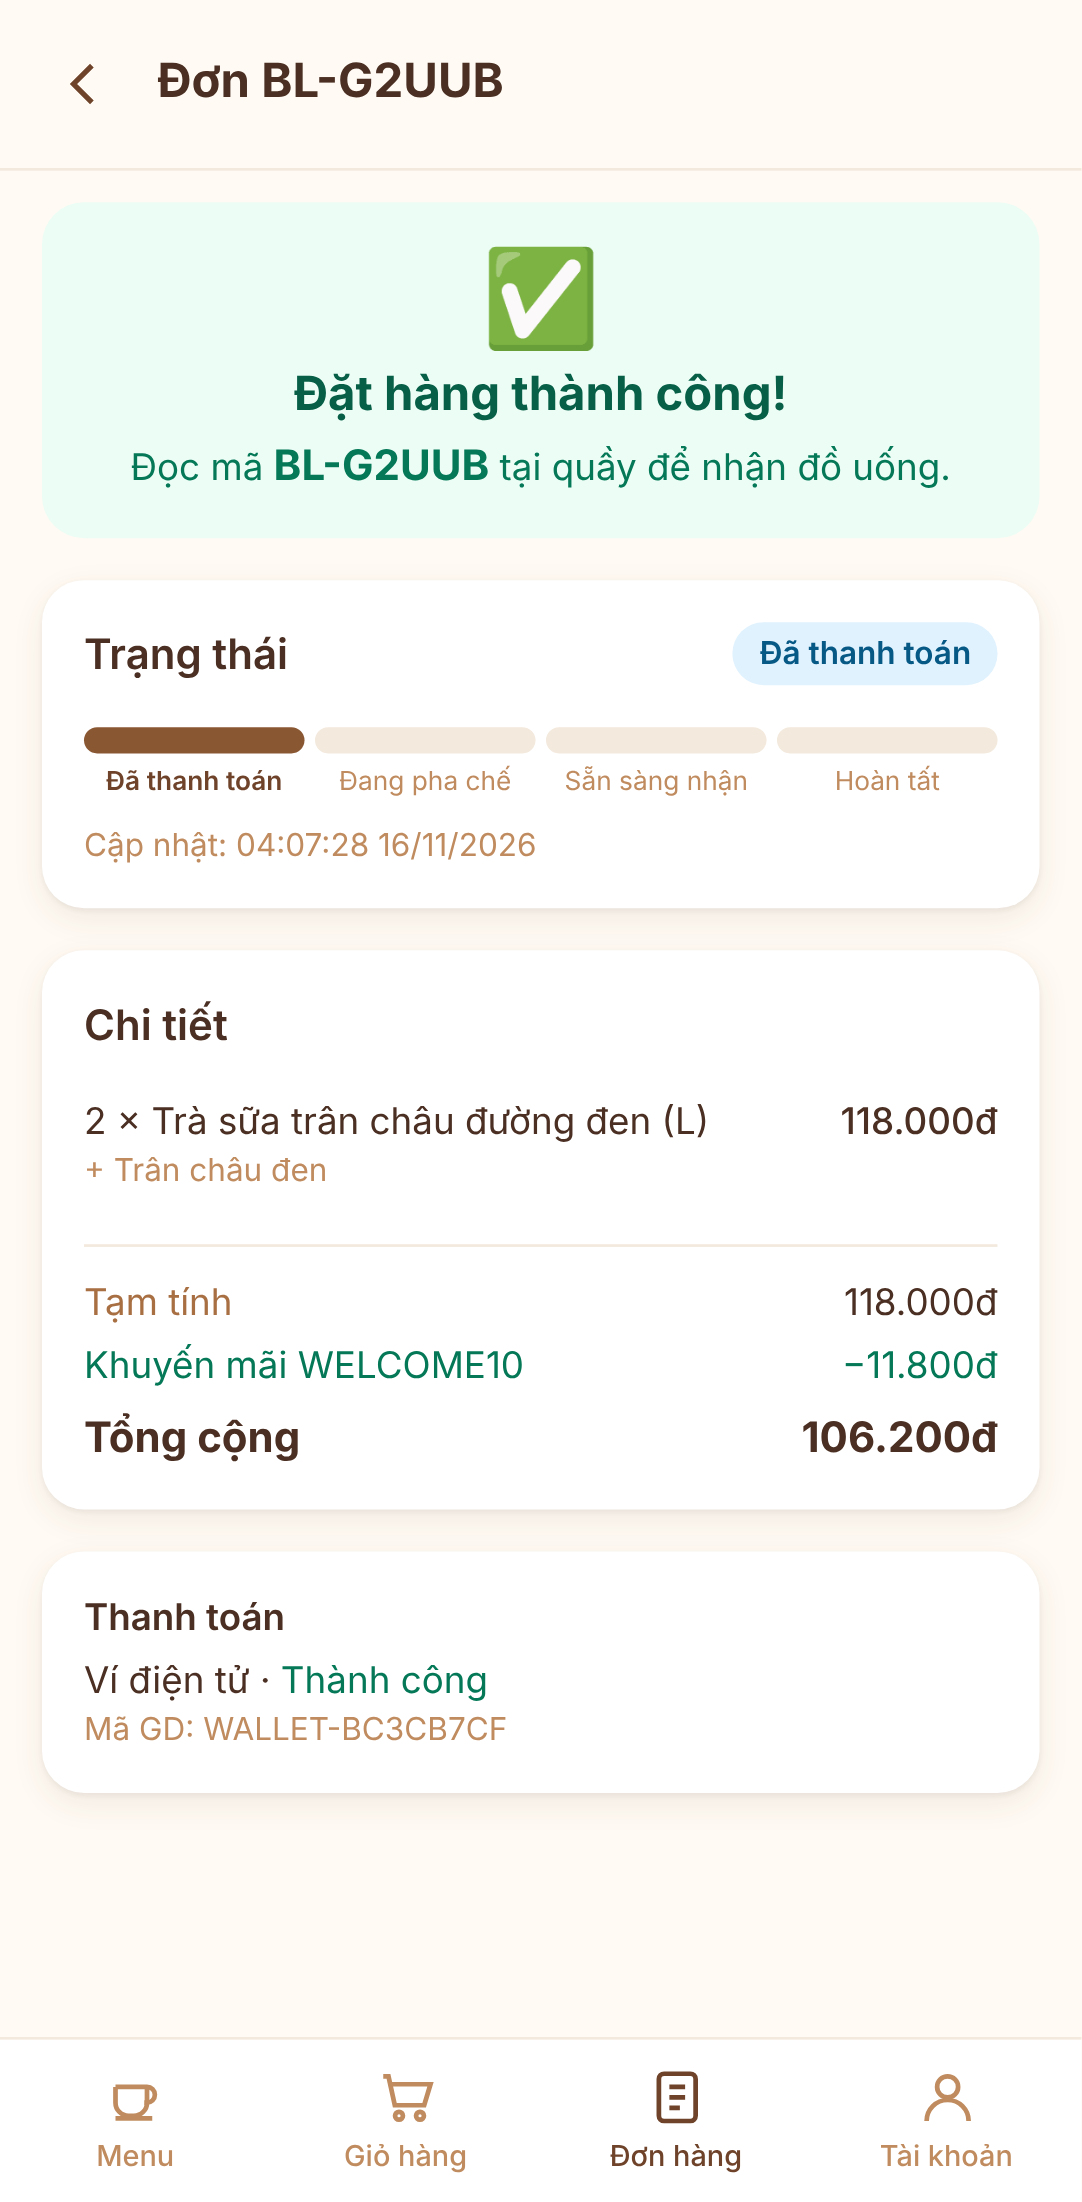 Đơn BL-G2UUB
Đặt hàng thành công!
Đọc mã BL-G2UUB tại quầy để nhận đồ uống.
Trạng thái
Đã thanh toán
Đã thanh toán
Đang pha chế
Sẵn sàng nhận
Hoàn tất
Cập nhật: 04:07:28 16/11/2026
Chi tiết
2 × Trà sữa trân châu đường đen (L) 118.000đ
+ Trân châu đen
Tạm tính 118.000đ
Khuyến mãi WELCOME10 −11.800đ
Tổng cộng 106.200đ
Thanh toán
Ví điện tử · Thành công
Mã GD: WALLET-BC3CB7CF
Menu
Giỏ hàng
Đơn hàng
Tài khoản